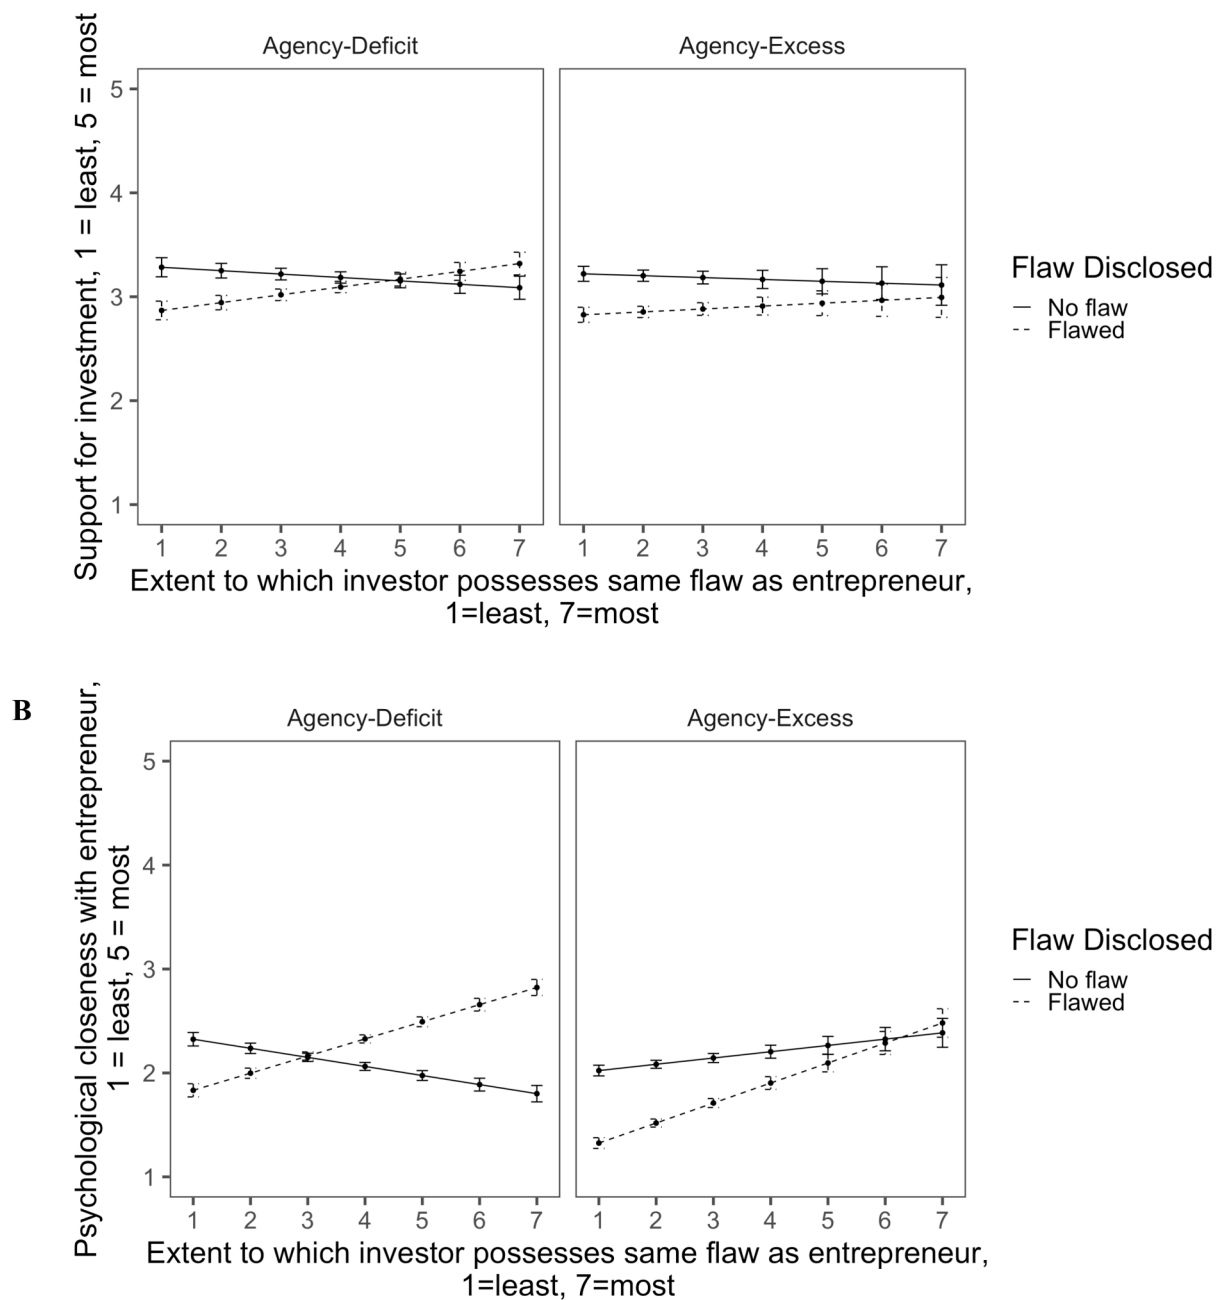 Agency-Deficit
Agency-Excess
Support for investment, 1 = least, 5 = most
5
4
3
2
1
1 2 3 4 5 6 7
1 2 3 4 5 6 7
Extent to which investor possesses same flaw as entrepreneur,
1=least, 7=most
Flaw Disclosed
No flaw
Flawed
B
Agency-Deficit
Agency-Excess
Psychological closeness with entrepreneur,
1 = least, 5 = most
5
4
3
2
1
1 2 3 4 5 6 7
1 2 3 4 5 6 7
Extent to which investor possesses same flaw as entrepreneur,
1=least, 7=most
Flaw Disclosed
No flaw
Flawed